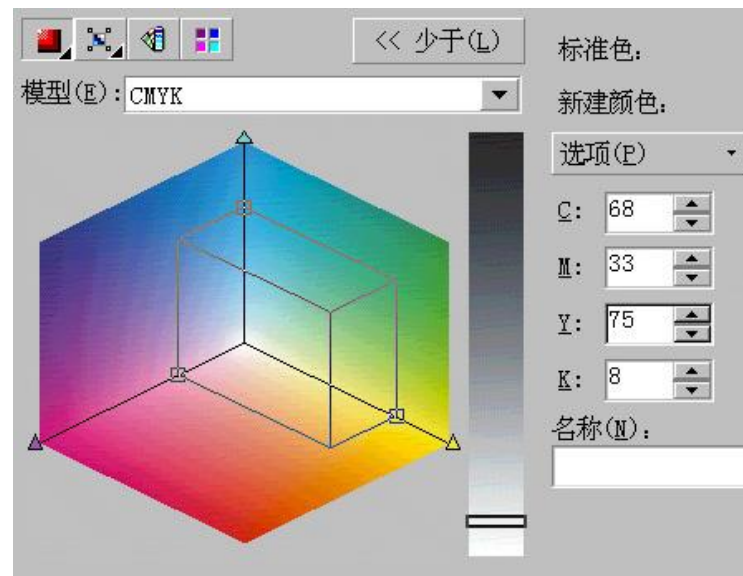 << 少于(L)
标准色:
模型(E): CMYK
新建颜色:
选项(P)
C: 68
M: 33
Y: 75
K: 8
名称(N):